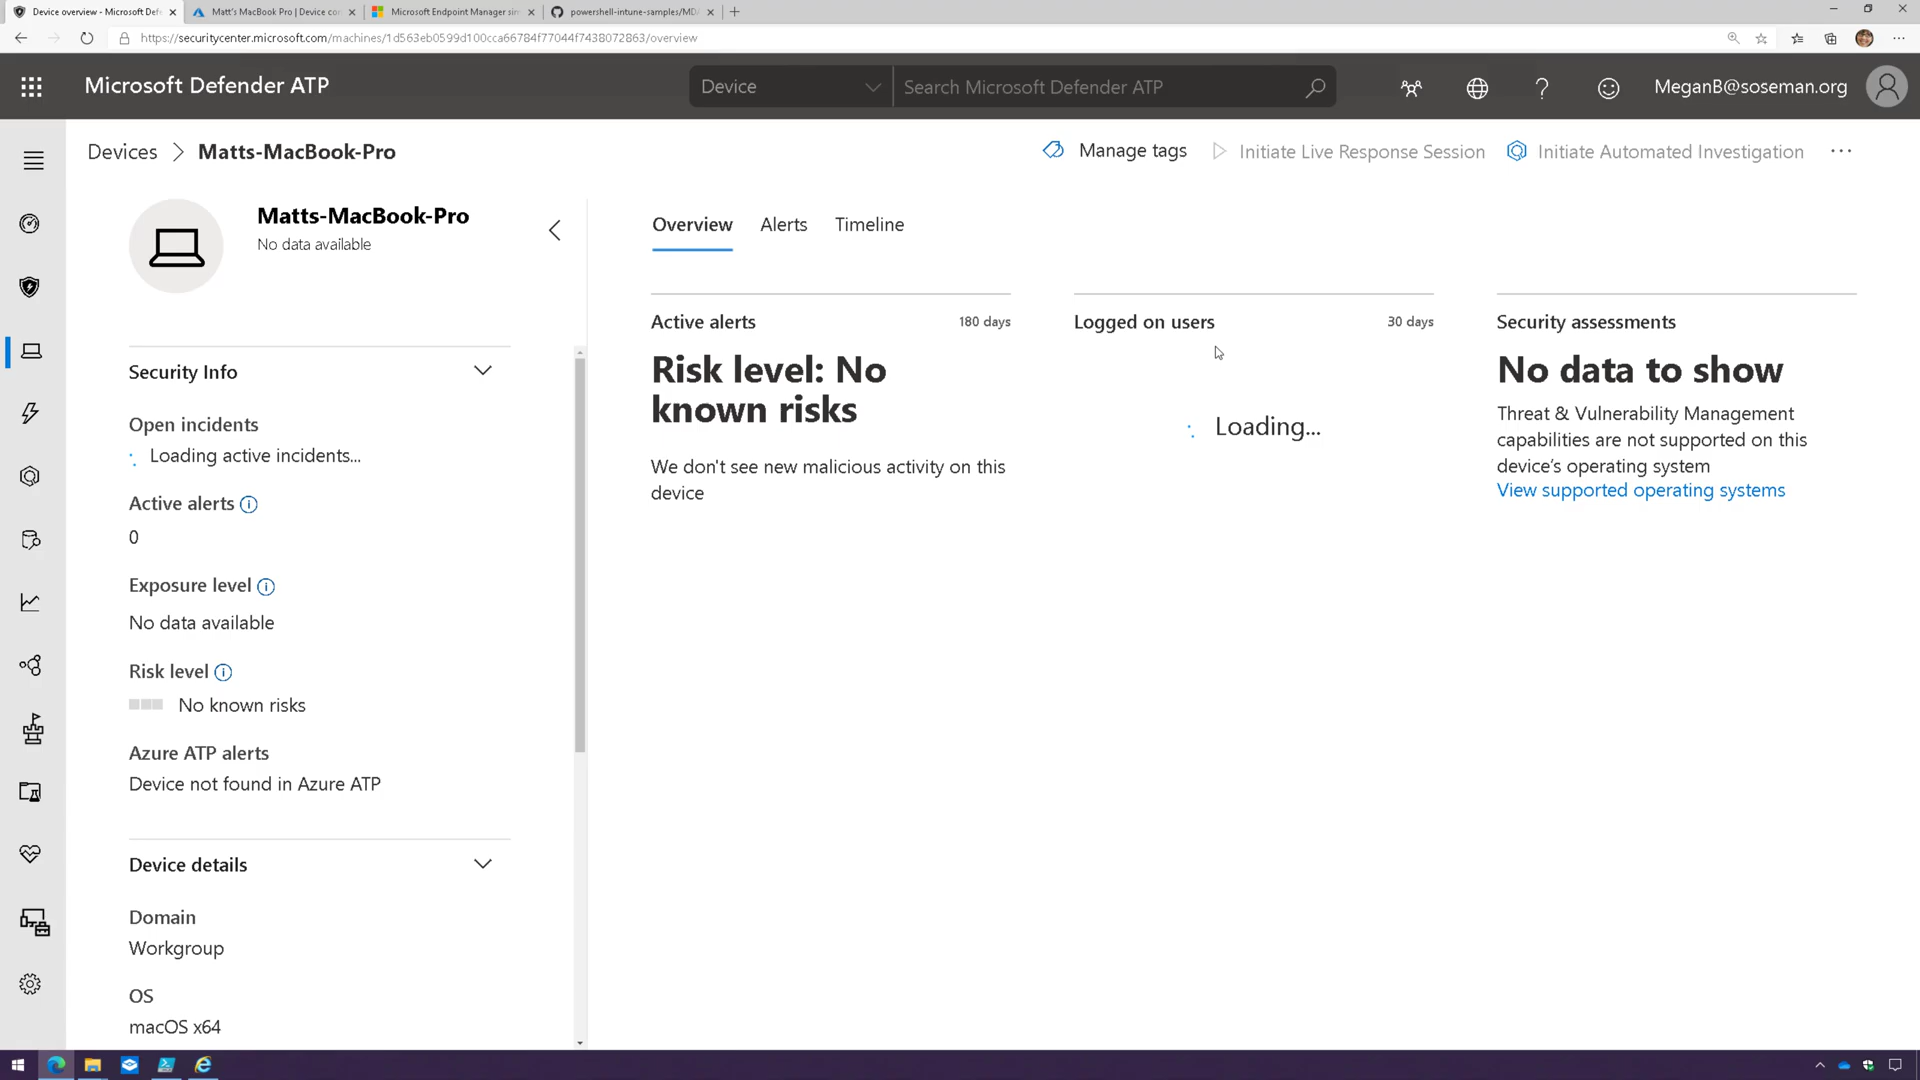 Device overview - Microsoft Def
Matt's MacBook Pro | Device co
Microsoft Endpoint Manager si
powershell-intune-samples/MD
https://securitycenter.microsoft.com/machines/1d563eb0599d100cca66784f77044f7438072863/overview
Microsoft Defender ATP
Device
Search Microsoft Defender ATP
MeganB@soseman.org
Devices > Matts-MacBook-Pro
Manage tags
Initiate Live Response Session
Initiate Automated Investigation
Matts-MacBook-Pro
No data available
Security Info
Open incidents
Loading active incidents...
Active alerts
0
Exposure level
No data available
Risk level
No known risks
Azure ATP alerts
Device not found in Azure ATP
Device details
Domain
Workgroup
OS
macOS x64
Overview
Alerts
Timeline
Active alerts
180 days
Risk level: No
known risks
We don't see new malicious activity on this
device
Logged on users
30 days
Loading...
Security assessments
No data to show
Threat & Vulnerability Management
capabilities are not supported on this
device's operating system
View supported operating systems